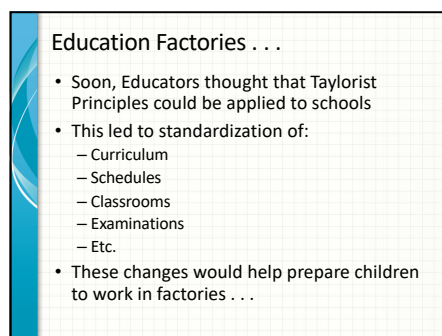 Education Factories . . .
• Soon, Educators thought that Taylorist
Principles could be applied to schools
• This led to standardization of:
– Curriculum
– Schedules
– Classrooms
– Examinations
– Etc.
• These changes would help prepare children
to work in factories . . .